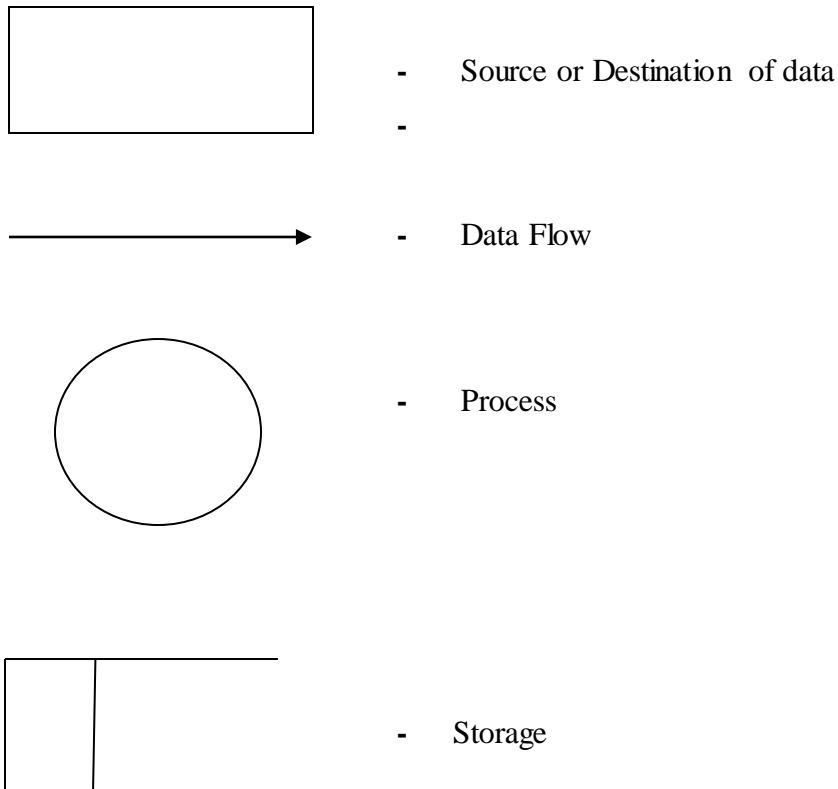 - Source or Destination of data
-
- Data Flow
- Process
- Storage